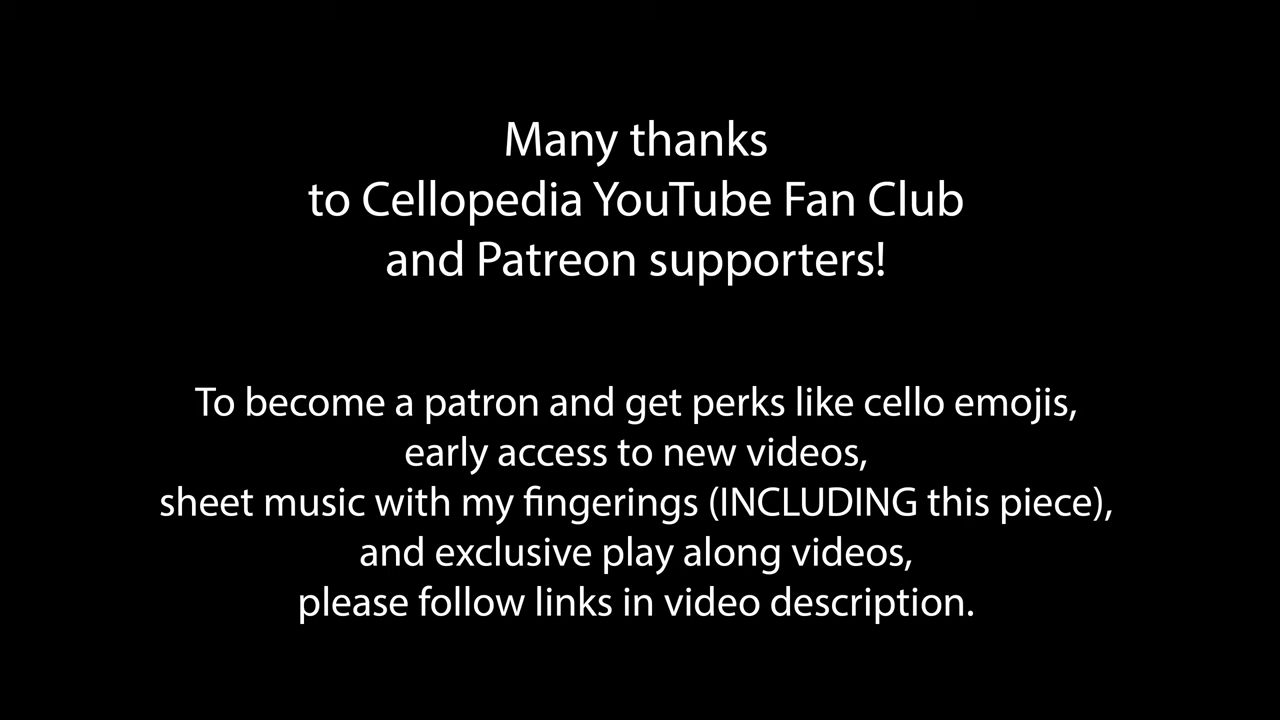 Many thanks
to Cellopedia YouTube Fan Club
and Patreon supporters!
To become a patron and get perks like cello emojis,
early access to new videos,
sheet music with my fingerings (INCLUDING this piece),
and exclusive play along videos,
please follow links in video description.